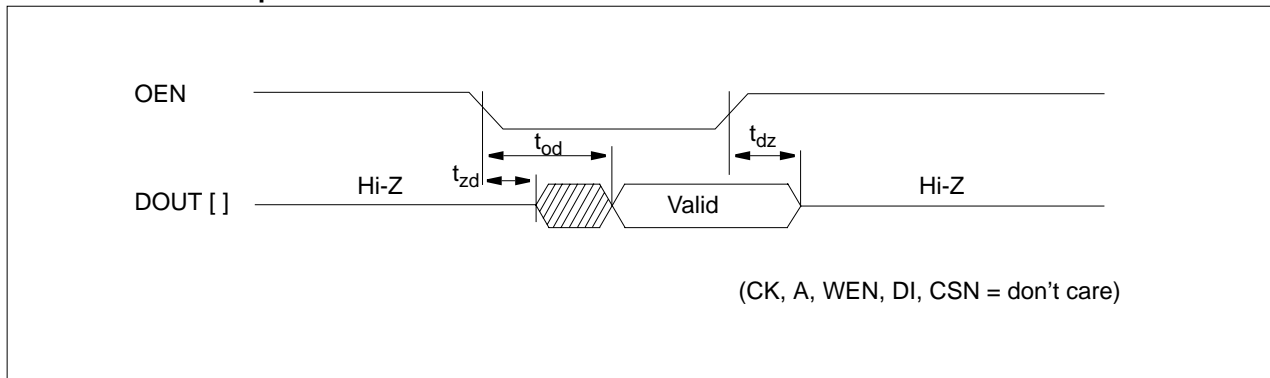 OEN
t_od
t_dz
t_zd
Hi-Z
Hi-Z
DOUT [ ]
Valid
(CK, A, WEN, DI, CSN = don't care)